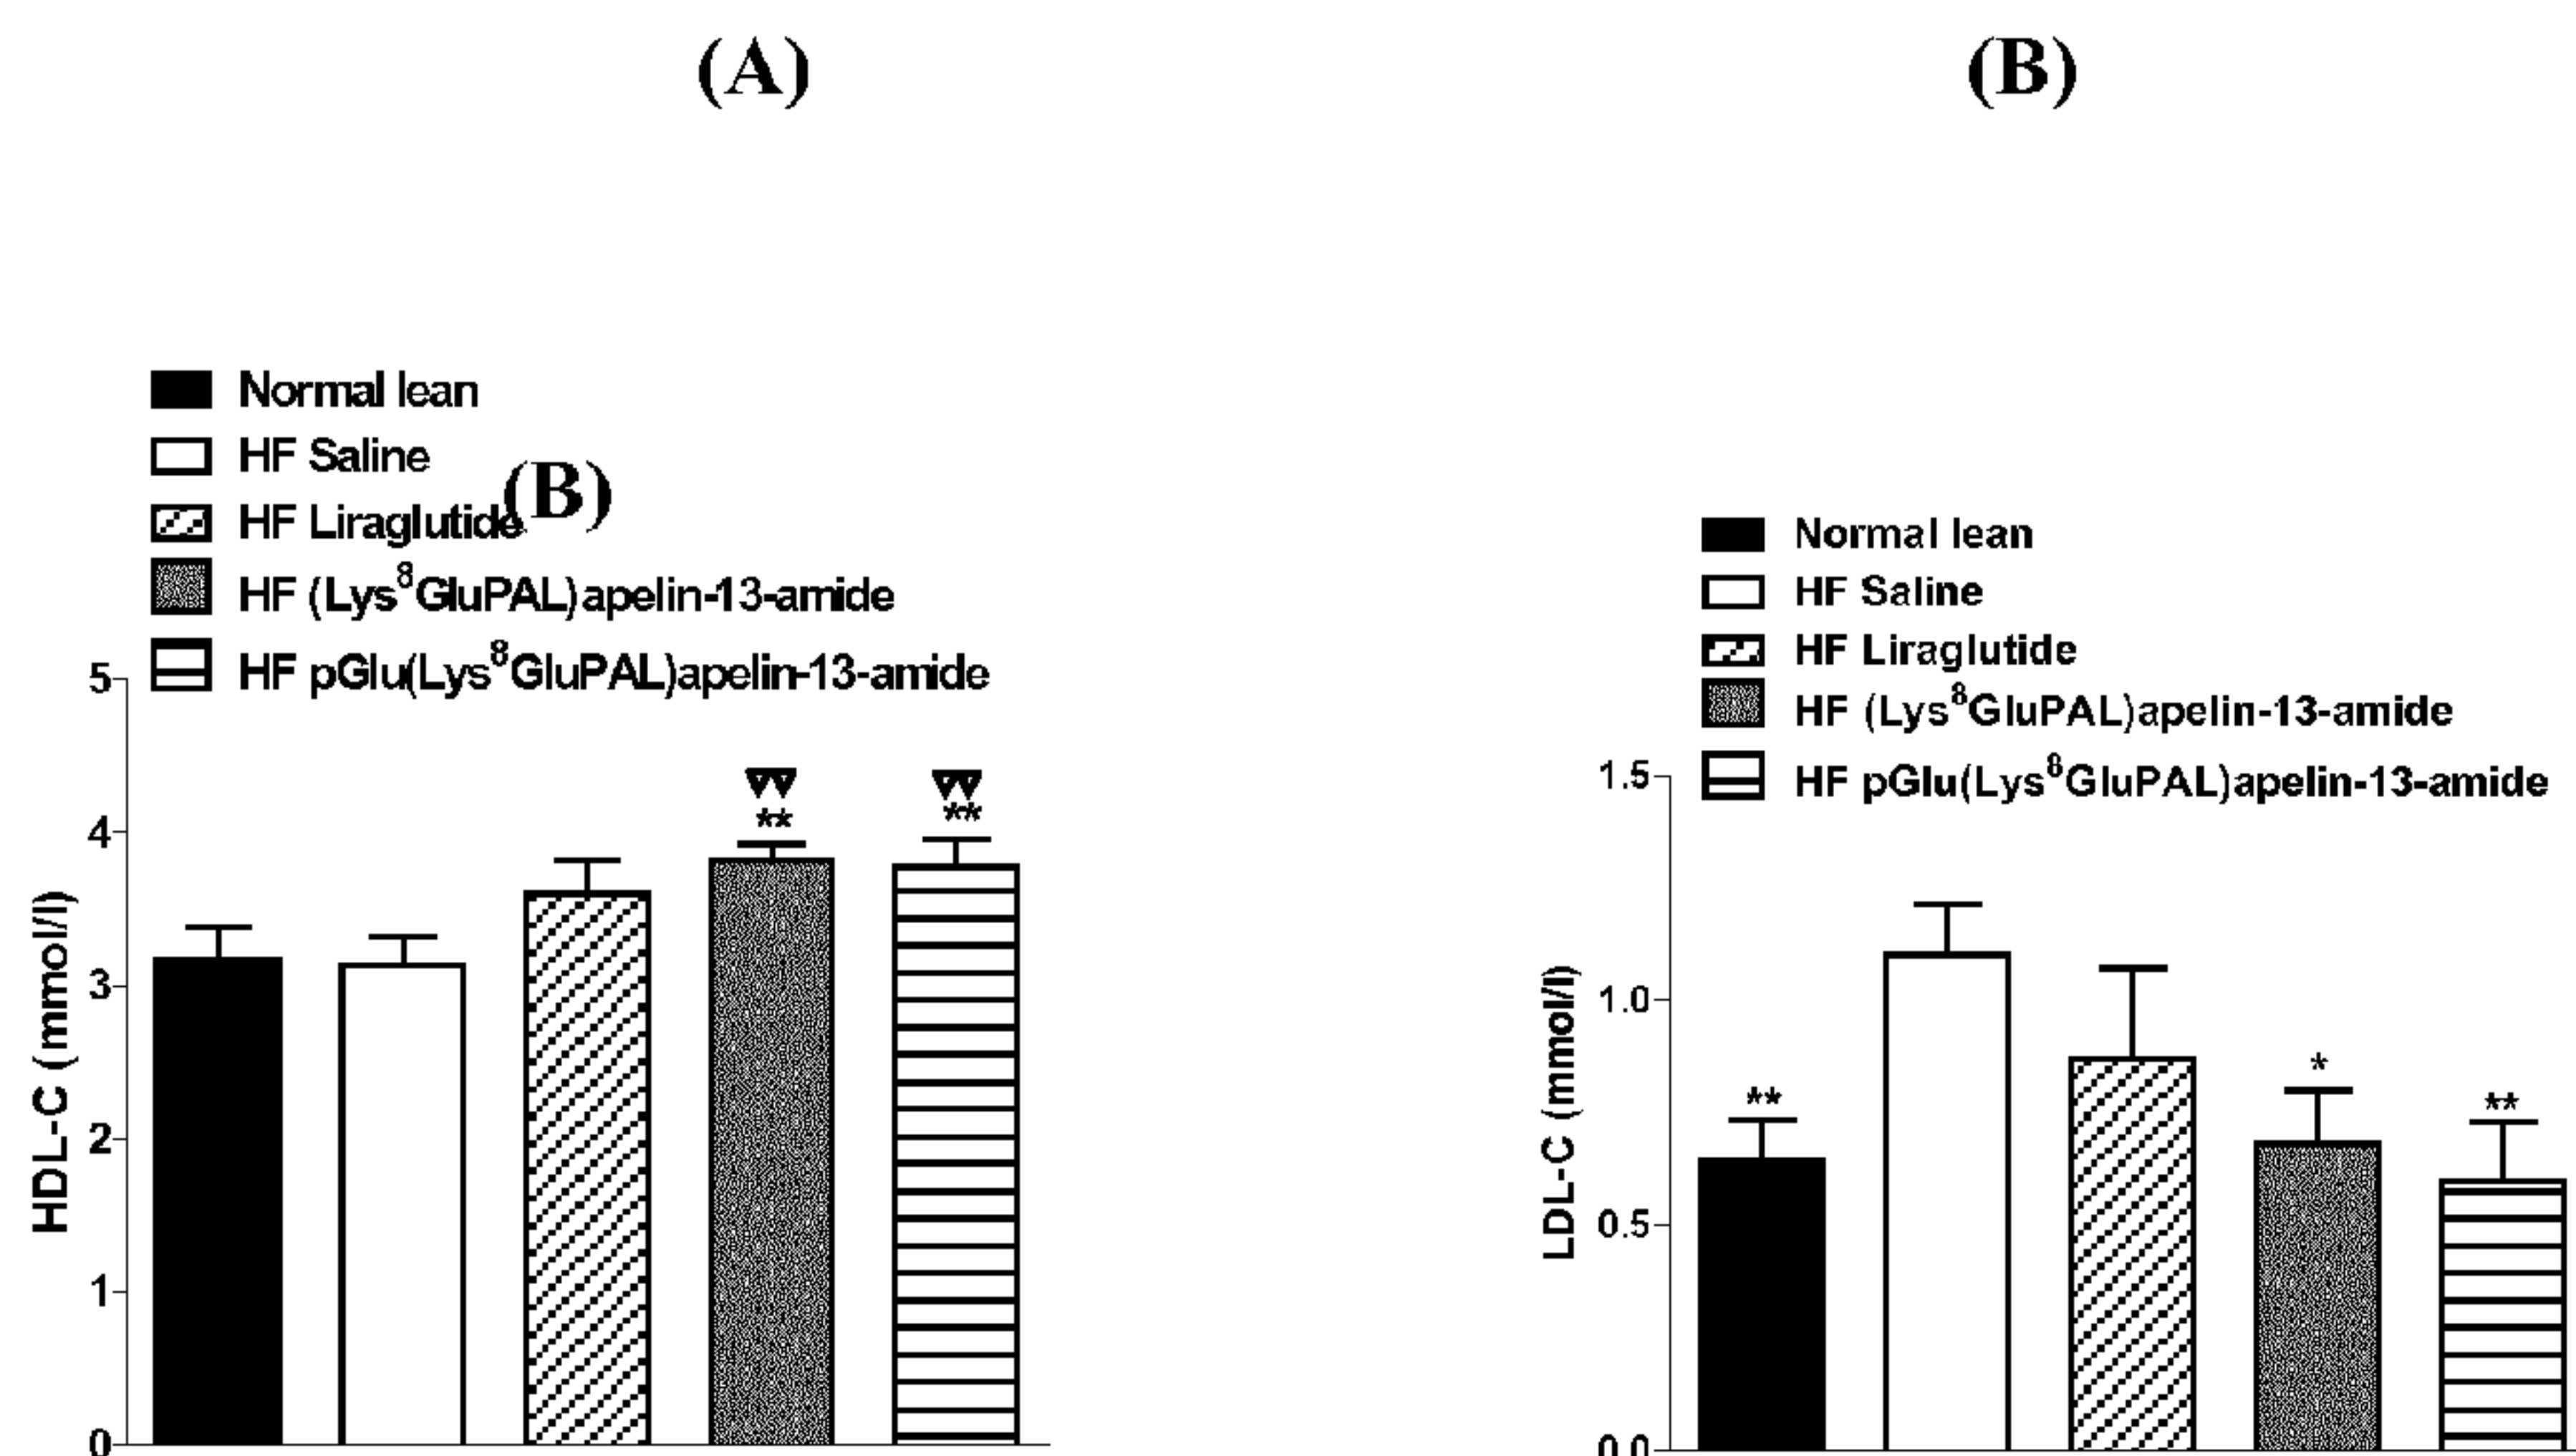 (A)
Normal lean
HF Saline
(B)
HF Liraglutide
HF (Lys⁸GluPAL)apelin-13-amide
HF pGlu(Lys⁸GluPAL)apelin-13-amide
HDL-C (mmol/l)
5
4
3
2
1
0
▼▼
**
▼▼
**
(B)
Normal lean
HF Saline
HF Liraglutide
HF (Lys⁸GluPAL)apelin-13-amide
HF pGlu(Lys⁸GluPAL)apelin-13-amide
LDL-C (mmol/l)
1.5
1.0
0.5
0.0
**
*
**